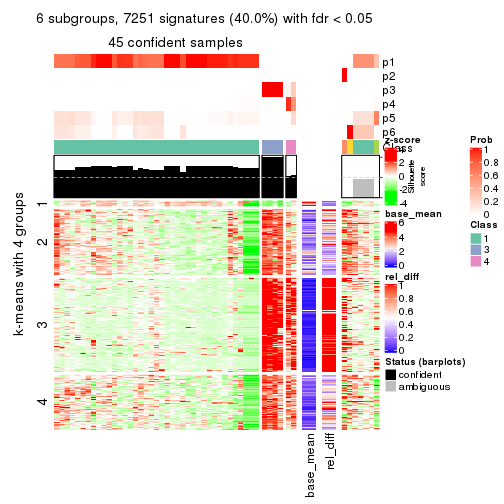 6 subgroups, 7251 signatures (40.0%) with fdr < 0.05
45 confident samples
p1
p2
p3
p4
p5
p6
Class
z-score
4
2
0
-2
-4
Silhouette
score
Prob
1
0.8
0.6
0.4
0.2
0
base_mean
6
4
2
0
Class
1
3
4
rel_diff
1
0.8
0.6
0.4
0.2
0
Status (barplots)
confident
ambiguous
k-means with 4 groups
1
2
3
4
base_mean
rel_diff